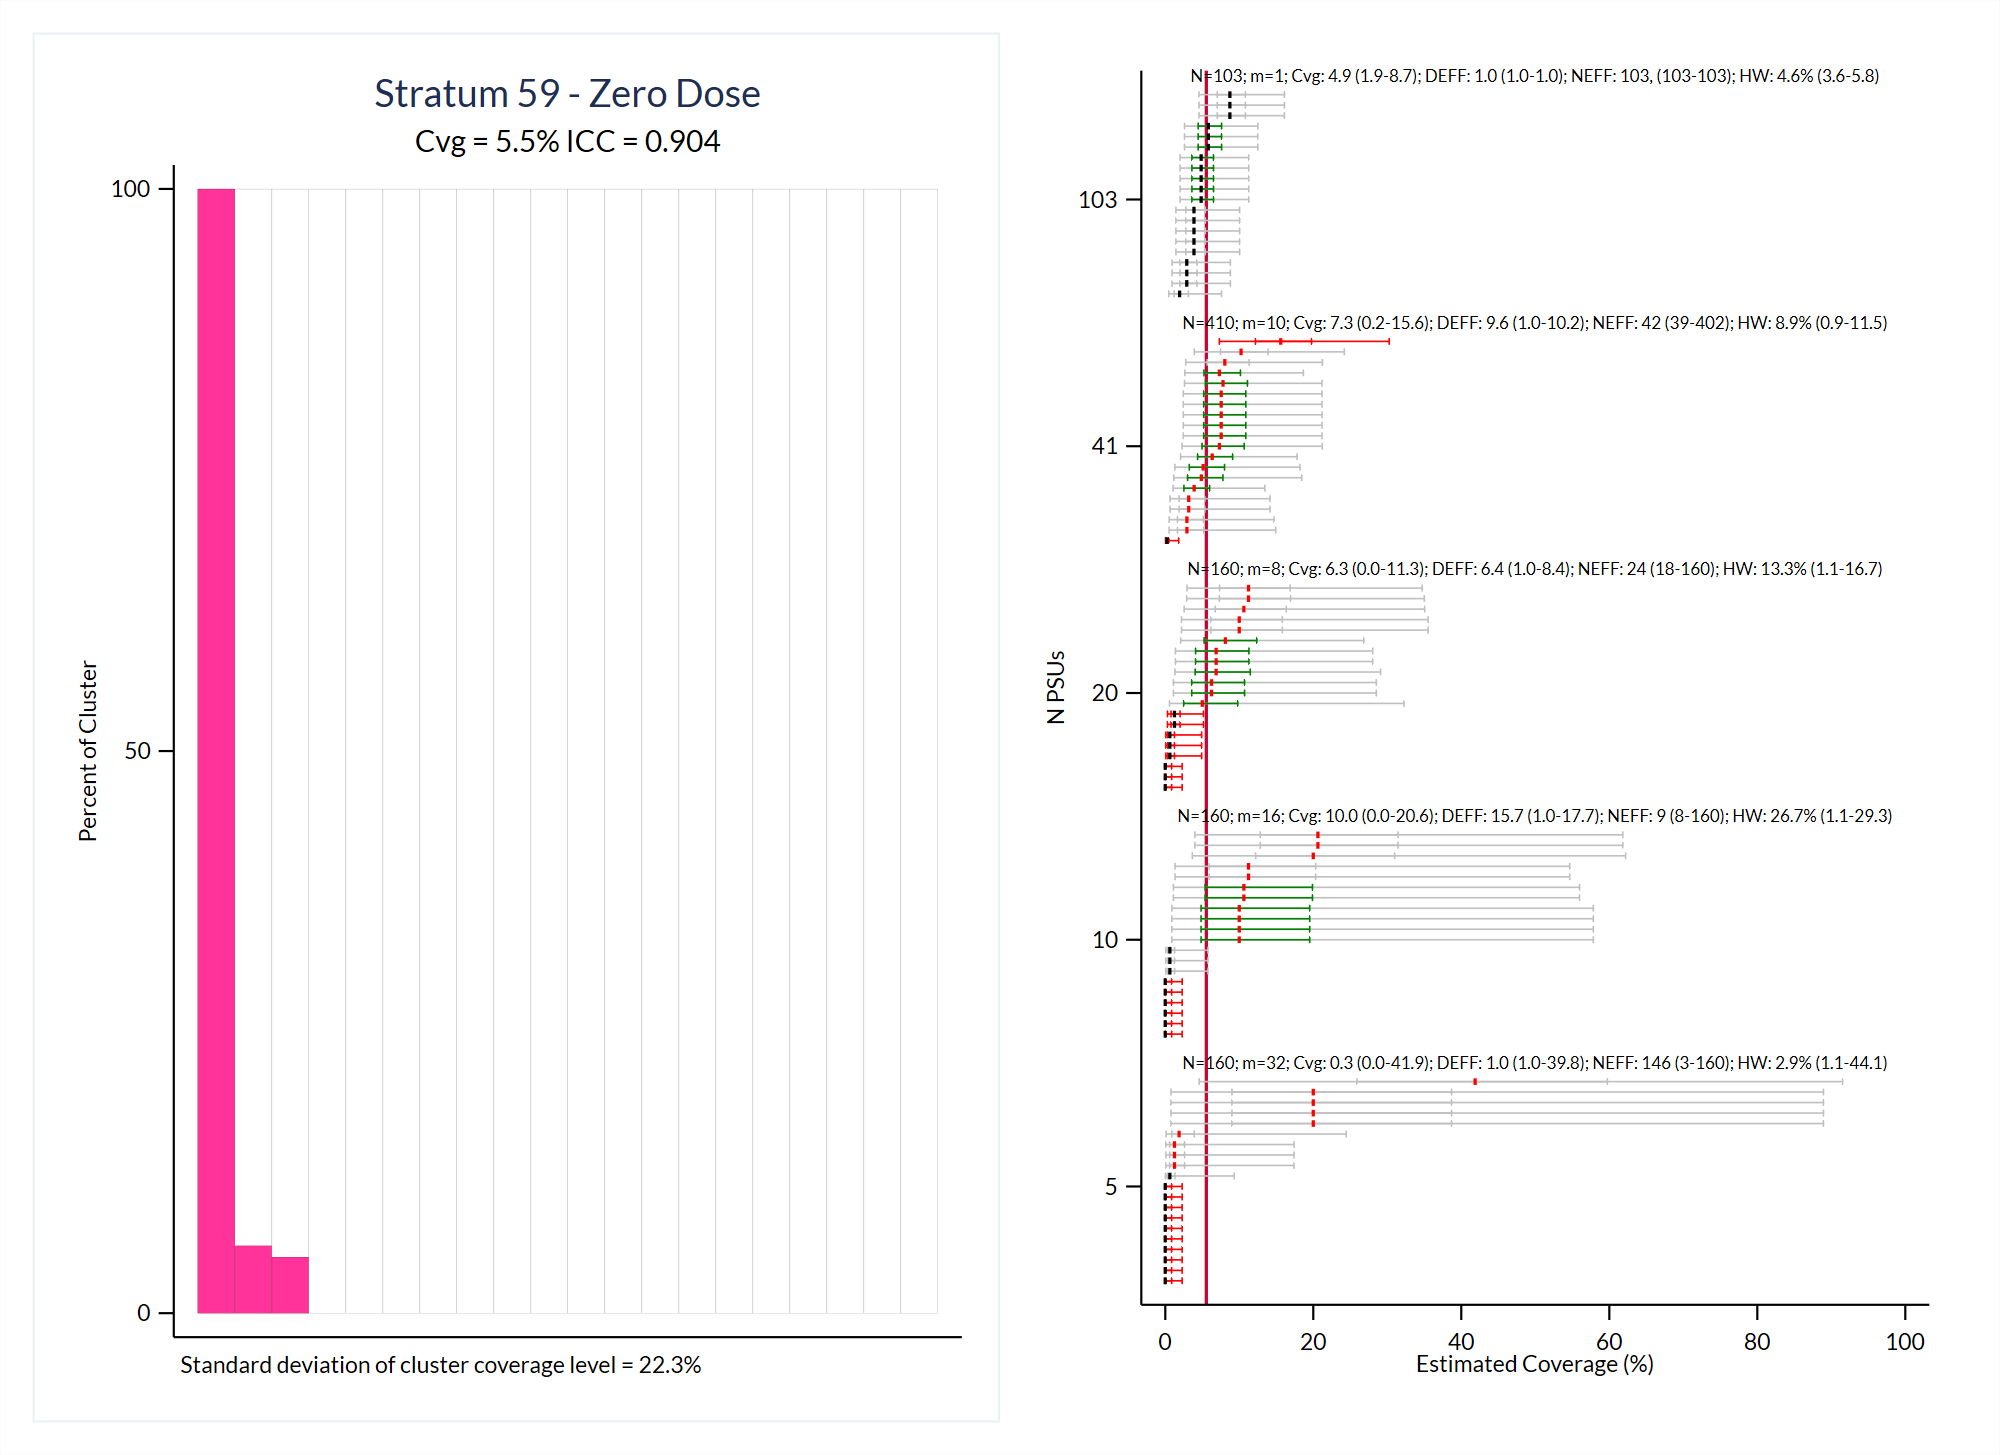 Stratum 59 - Zero Dose
Cvg = 5.5% ICC = 0.904
100
50
0
Percent of Cluster
Standard deviation of cluster coverage level = 22.3%
N=103; m=1; Cvg: 4.9 (1.9-8.7); DEFF: 1.0 (1.0-1.0); NEFF: 103, (103-103); HW: 4.6% (3.6-5.8)
103
N=410; m=10; Cvg: 7.3 (0.2-15.6); DEFF: 9.6 (1.0-10.2); NEFF: 42 (39-402); HW: 8.9% (0.9-11.5)
41
N=160; m=8; Cvg: 6.3 (0.0-11.3); DEFF: 6.4 (1.0-8.4); NEFF: 24 (18-160); HW: 13.3% (1.1-16.7)
N PSUs
20
N=160; m=16; Cvg: 10.0 (0.0-20.6); DEFF: 15.7 (1.0-17.7); NEFF: 9 (8-160); HW: 26.7% (1.1-29.3)
10
N=160; m=32; Cvg: 0.3 (0.0-41.9); DEFF: 1.0 (1.0-39.8); NEFF: 146 (3-160); HW: 2.9% (1.1-44.1)
5
0 20 40 60 80 100
Estimated Coverage (%)